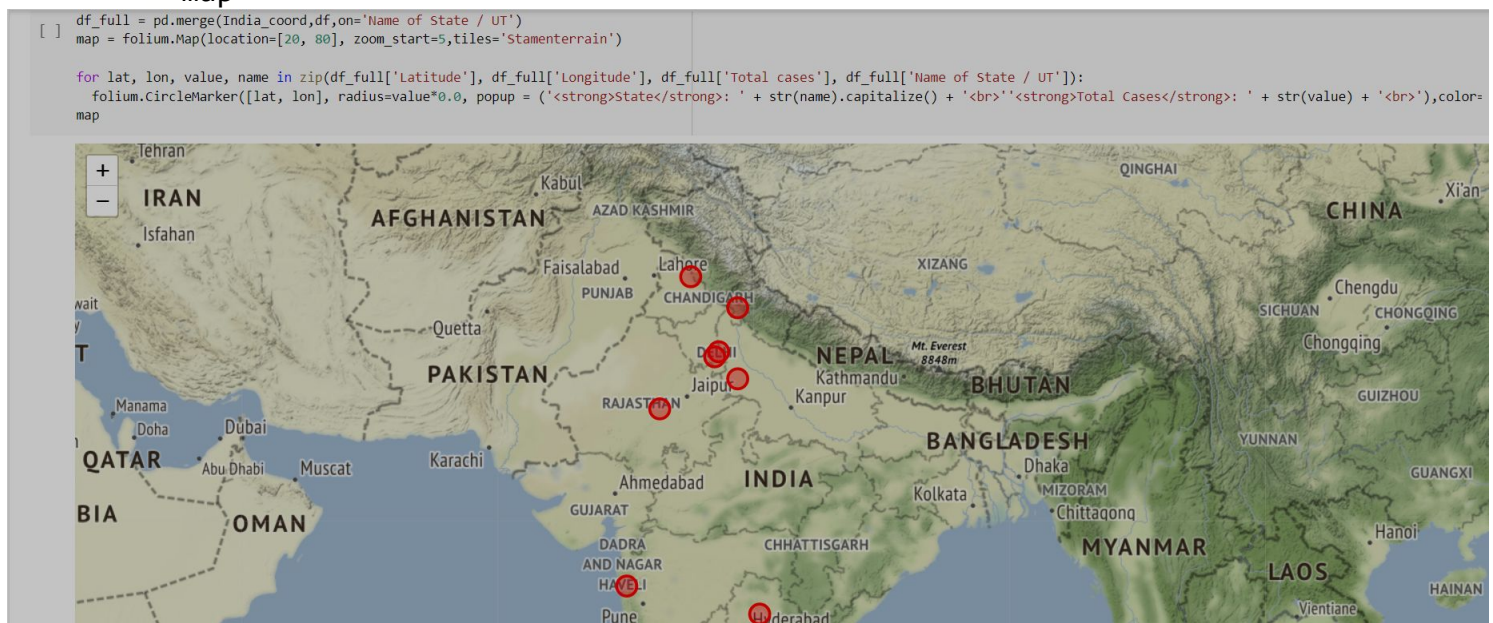 Map
[ ]
df_full = pd.merge(India_coord,df,on='Name of State / UT')
map = folium.Map(location=[20, 80], zoom_start=5,tiles='Stamenterrain')
for lat, lon, value, name in zip(df_full['Latitude'], df_full['Longitude'], df_full['Total cases'], df_full['Name of State / UT']):
folium.CircleMarker([lat, lon], radius=value*0.0, popup = ('<strong>State</strong>: ' + str(name).capitalize() + '<br>''<strong>Total Cases</strong>: ' + str(value) + '<br>'),color=
map
Tehran
+
−
IRAN
Isfahan
Kabul
AFGHANISTAN
AZAD KASHMIR
QINGHAI
Xi'an
CHINA
Faisalabad
Lahore
PUNJAB
CHANDIGARH
XIZANG
Chengdu
SICHUAN
CHONGQING
Chongqing
wait
Quetta
T
PAKISTAN
DELHI
NEPAL
Mt. Everest
8848m
Kathmandu
BHUTAN
Jaipur
Kanpur
RAJASTHAN
GUIZHOU
Manama
Doha
Dubai
QATAR
Abu Dhabi
Muscat
Karachi
BANGLADESH
Dhaka
YUNNAN
GUANGXI
Ahmedabad
INDIA
Kolkata
MIZORAM
Chittagong
GUJARAT
BIA
OMAN
Hanoi
DADRA
AND NAGAR
HAVELI
CHHATTISGARH
MYANMAR
LAOS
HAINAN
Pune
Hyderabad
Vientiane